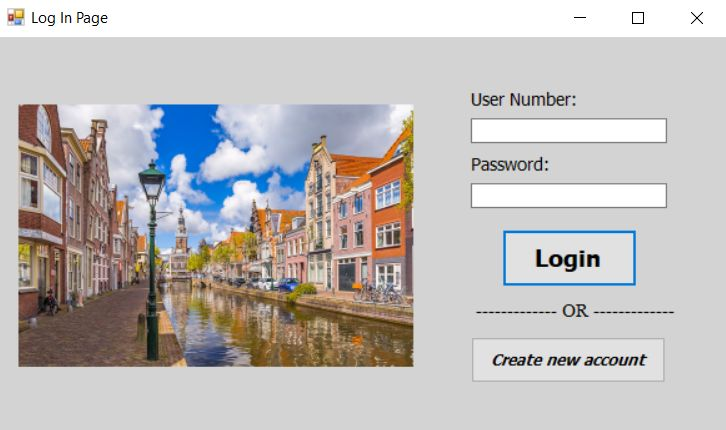 Log In Page
User Number:
Password:
Login
------------- OR -------------
Create new account